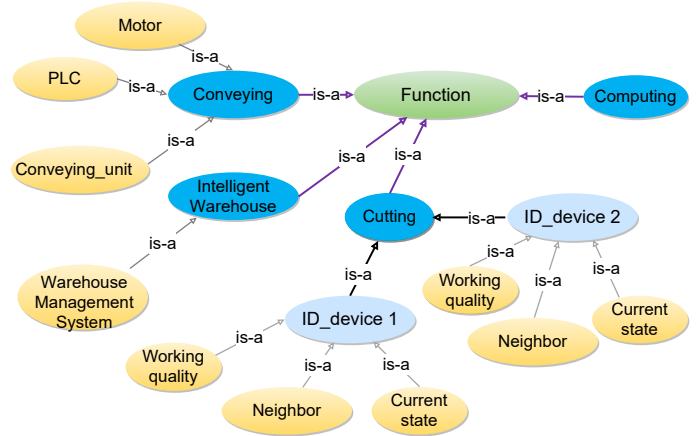 Motor
is-a
PLC
is-a
Conveying
is-a
Function
is-a
Computing
is-a
Conveying_unit
is-a
is-a
Intelligent
Warehouse
Cutting
is-a
ID_device 2
is-a
is-a
is-a
is-a
Warehouse
Management
System
is-a
Working
quality
Current
state
Neighbor
ID_device 1
is-a
is-a
is-a
Working
quality
Neighbor
Current
state